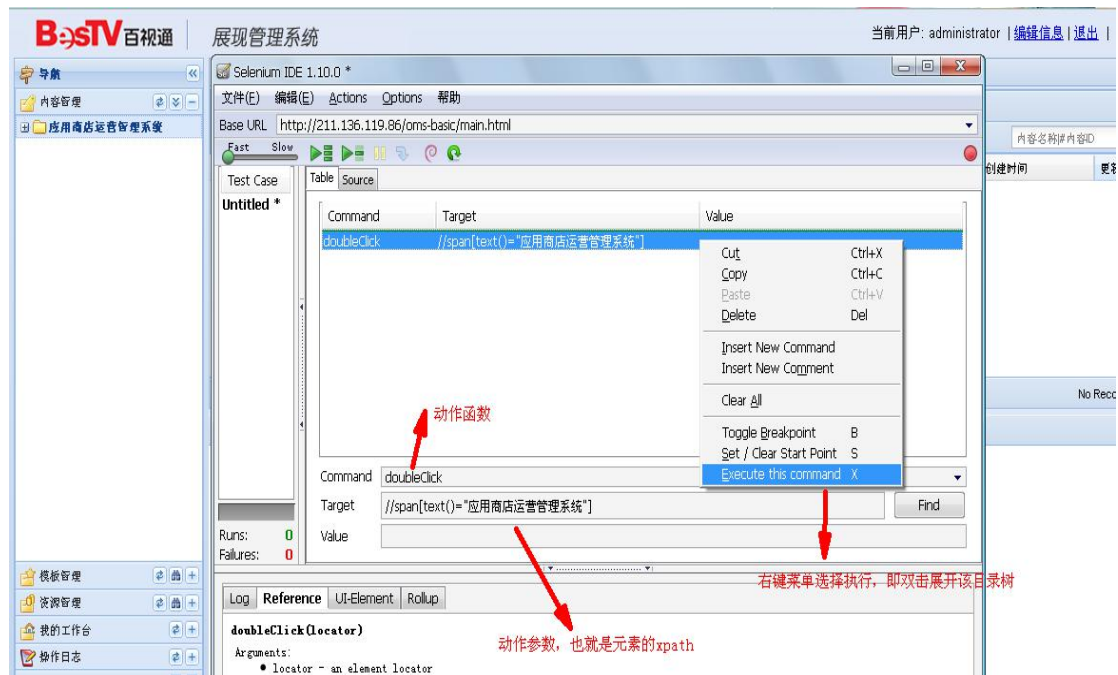 BesTV百视通 展现管理系统
当前用户: administrator | 编辑信息 | 退出 |
导航
内容管理
应用商店运营管理系统
Selenium IDE 1.10.0 *
文件(F) 编辑(E) Actions Options 帮助
Base URL http://211.136.119.86/oms-basic/main.html
Fast Slow
内容名称|#内容ID
创建时间
Test Case
Untitled *
Table Source
Command Target Value
doubleClick //span[text()="应用商店运营管理系统"]
Cut Ctrl+X
Copy Ctrl+C
Paste Ctrl+V
Delete Del
Insert New Command
Insert New Comment
Clear All
Toggle Breakpoint B
Set / Clear Start Point S
Execute this command X
No Reco
动作函数
Command doubleClick
Target //span[text()="应用商店运营管理系统"] Find
Value
Runs: 0
Failures: 0
右键菜单选择执行，即双击展开该目录树
模板管理
资源管理
我的工作台
操作日志
Log Reference UI-Element Rollup
doubleClick(locator)
Arguments:
locator - an element locator
动作参数，也就是元素的xpath